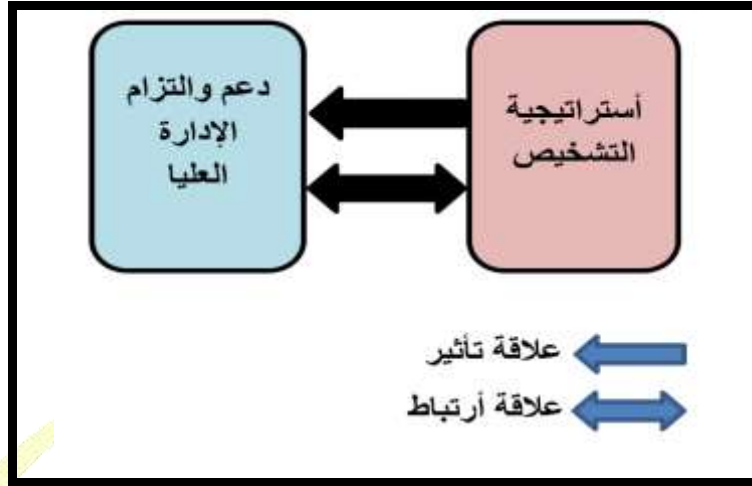 أستراتيجية
التشخيص
دعم والتزام
الإدارة
العليا
علاقة تأثير
علاقة أرتباط